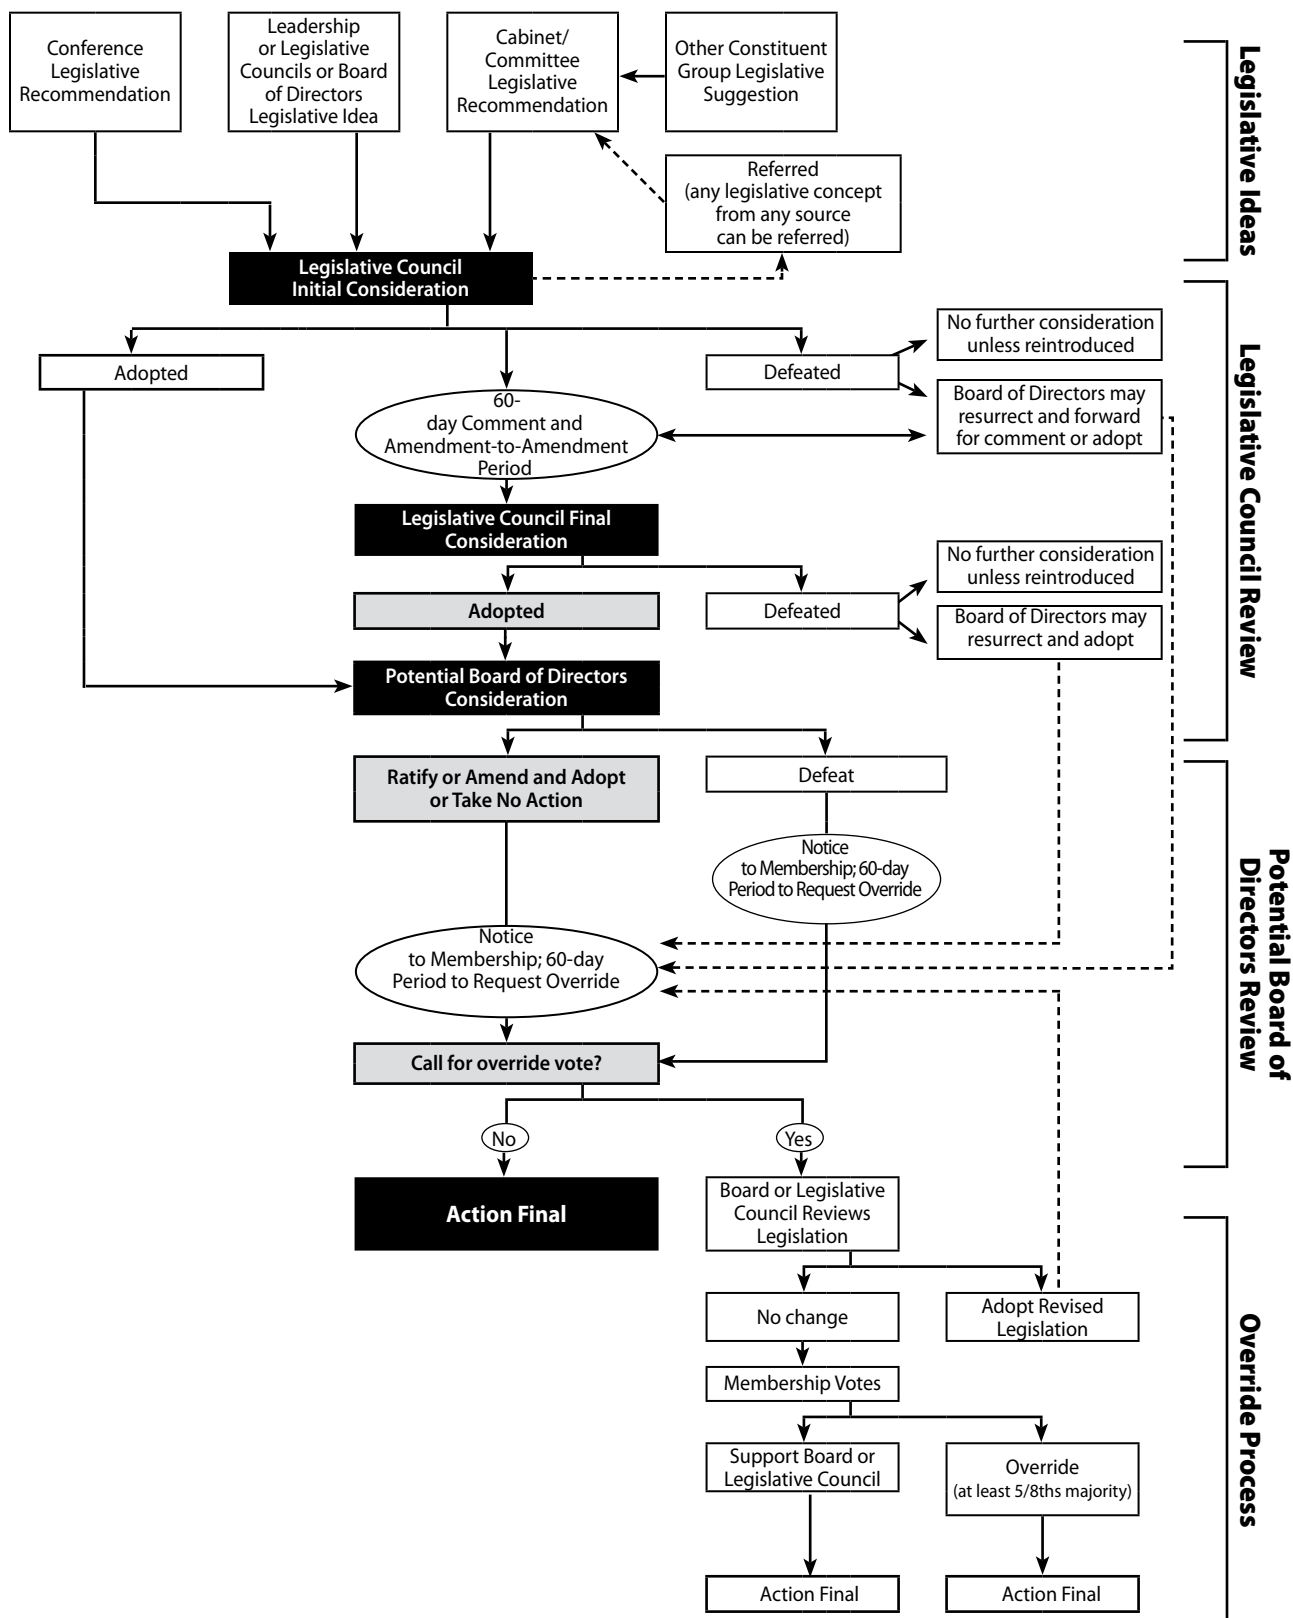 Conference
Legislative
Recommendation
Leadership
or Legislative
Councils or Board
of Directors
Legislative Idea
Cabinet/
Committee
Legislative
Recommendation
Other Constituent
Group Legislative
Suggestion
Referred
(any legislative concept
from any source
can be referred)
Legislative Ideas
Legislative Council
Initial Consideration
Adopted
60-
day Comment and
Amendment-to-Amendment
Period
Defeated
No further consideration
unless reintroduced
Board of Directors may
resurrect and forward
for comment or adopt
Legislative Council Final
Consideration
Adopted
Defeated
No further consideration
unless reintroduced
Board of Directors may
resurrect and adopt
Legislative Council Review
Potential Board of Directors
Consideration
Ratify or Amend and Adopt
or Take No Action
Defeat
Notice
to Membership; 60-day
Period to Request Override
Notice
to Membership; 60-day
Period to Request Override
Call for override vote?
Potential Board of
Directors Review
No
Yes
Action Final
Board or Legislative
Council Reviews
Legislation
No change
Adopt Revised
Legislation
Membership Votes
Support Board or
Legislative Council
Override
(at least 5/8ths majority)
Action Final
Action Final
Override Process